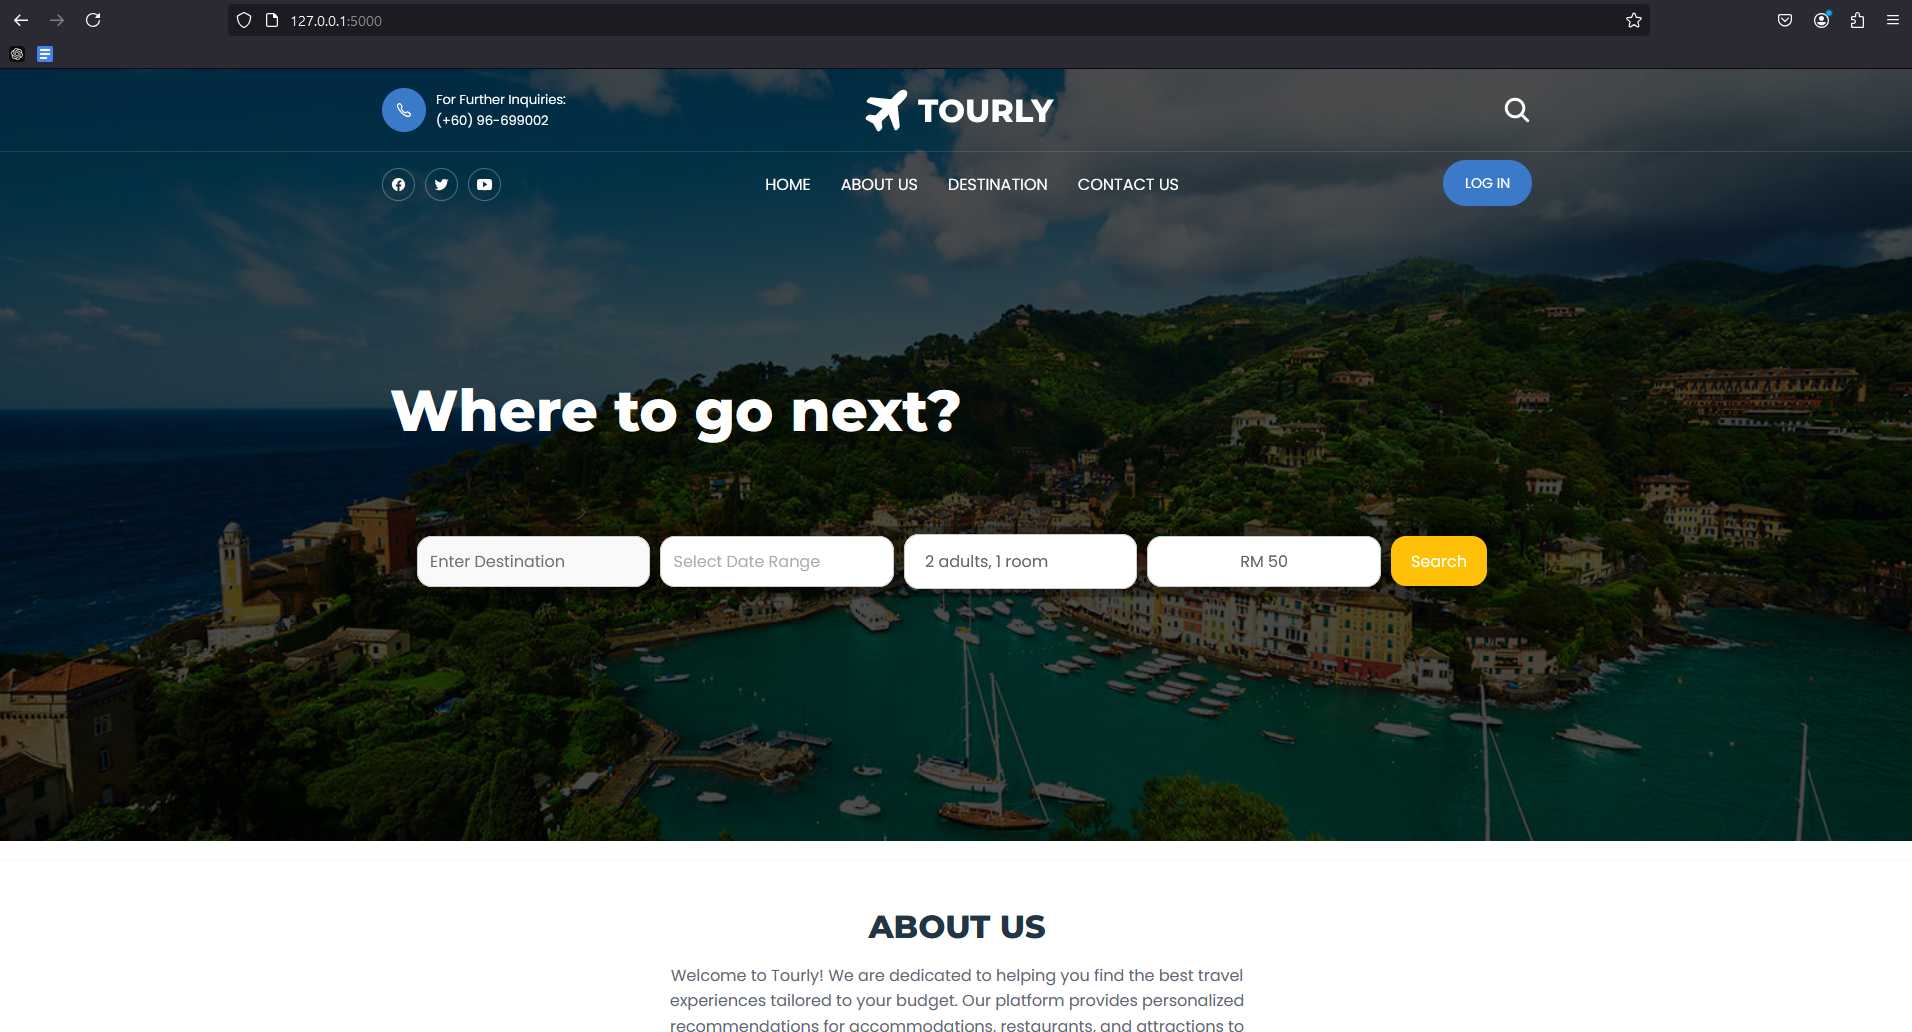 127.0.0.1:5000
For Further Inquiries:
(+60) 96-699002
TOURLY
HOME
ABOUT US
DESTINATION
CONTACT US
LOG IN
Where to go next?
Enter Destination
Select Date Range
2 adults, 1 room
RM 50
Search
ABOUT US
Welcome to Tourly! We are dedicated to helping you find the best travel
experiences tailored to your budget. Our platform provides personalized
recommendations for accommodations, restaurants, and attractions to